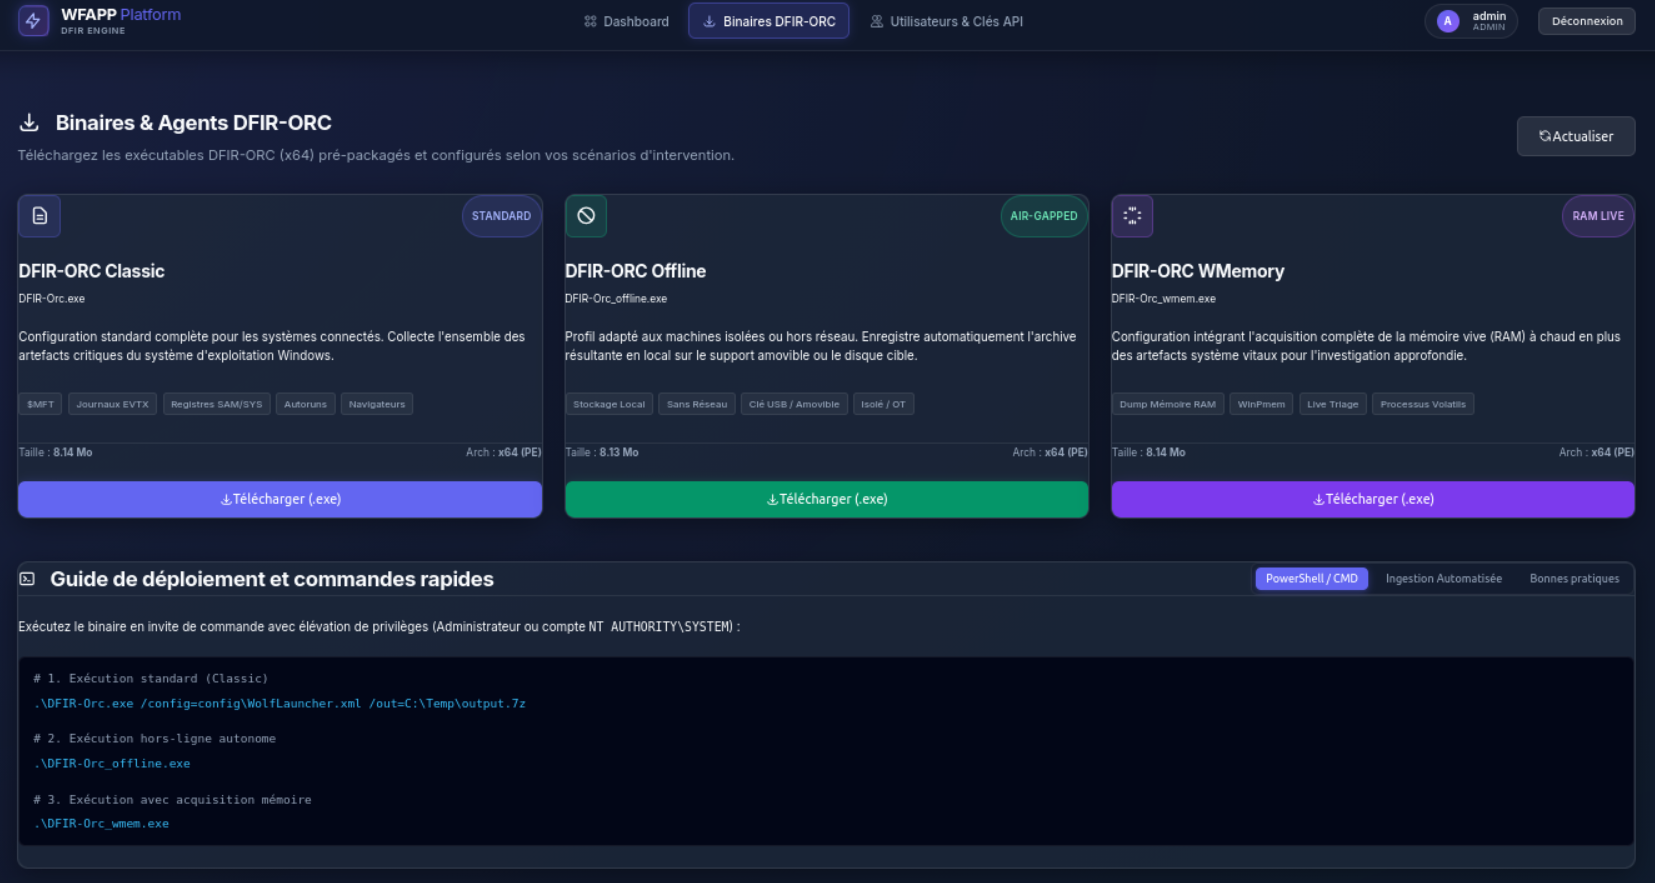 WFAPP Platform
DFIR ENGINE
Dashboard
Binaires DFIR-ORC
Utilisateurs & Clés API
A
admin
ADMIN
Déconnexion
Binaires & Agents DFIR-ORC
Téléchargez les exécutables DFIR-ORC (x64) pré-packagés et configurés selon vos scénarios d'intervention.
Actualiser
STANDARD
DFIR-ORC Classic
DFIR-Orc.exe
Configuration standard complète pour les systèmes connectés. Collecte l'ensemble des
artefacts critiques du système d'exploitation Windows.
$MFT
Journaux EVTX
Registres SAM/SYS
Autoruns
Navigateurs
Taille : 8.14 Mo
Arch : x64 (PE)
Télécharger (.exe)
AIR-GAPPED
DFIR-ORC Offline
DFIR-Orc_offline.exe
Profil adapté aux machines isolées ou hors réseau. Enregistre automatiquement l'archive
résultante en local sur le support amovible ou le disque cible.
Stockage Local
Sans Réseau
Clé USB / Amovible
Isolé / OT
Taille : 8.13 Mo
Arch : x64 (PE)
Télécharger (.exe)
RAM LIVE
DFIR-ORC WMemory
DFIR-Orc_wmem.exe
Configuration intégrant l'acquisition complète de la mémoire vive (RAM) à chaud en plus
des artefacts système vitaux pour l'investigation approfondie.
Dump Mémoire RAM
WinPmem
Live Triage
Processus Volatils
Taille : 8.14 Mo
Arch : x64 (PE)
Télécharger (.exe)
Guide de déploiement et commandes rapides
PowerShell / CMD
Ingestion Automatisée
Bonnes pratiques
Exécutez le binaire en invite de commande avec élévation de privilèges (Administrateur ou compte NT AUTHORITY\SYSTEM) :
# 1. Exécution standard (Classic)
.\DFIR-Orc.exe /config=config\WolfLauncher.xml /out=C:\Temp\output.7z
# 2. Exécution hors-ligne autonome
.\DFIR-Orc_offline.exe
# 3. Exécution avec acquisition mémoire
.\DFIR-Orc_wmem.exe